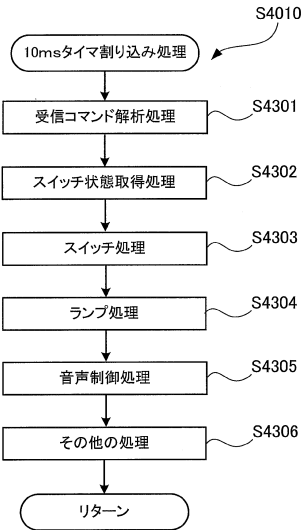 S4010
10msタイマ割り込み処理
受信コマンド解析処理
S4301
スイッチ状態取得処理
S4302
スイッチ処理
S4303
ランプ処理
S4304
音声制御処理
S4305
その他の処理
S4306
リターン